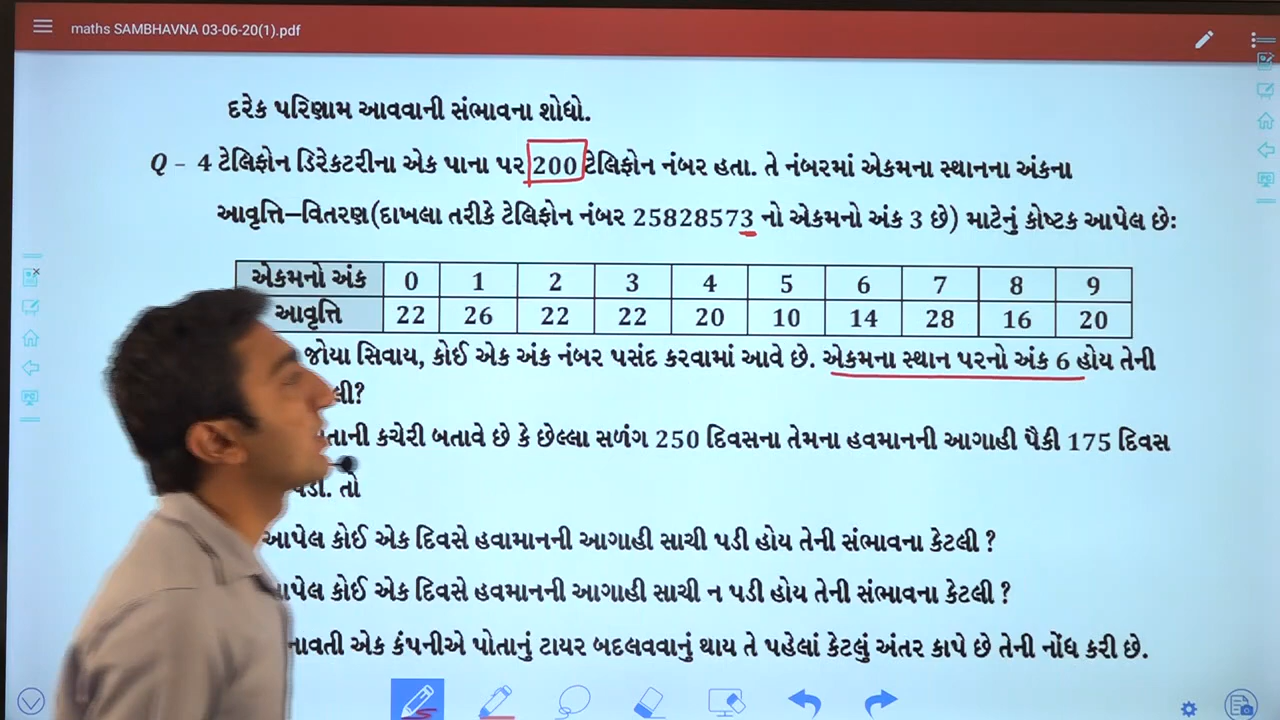 maths SAMBHAVNA 03-06-20(1).pdf
દરેક પરિણામ આવવાની સંભાવના શોધો.
Q – 4 ટેલિફોન ડિરેકટરીના એક પાના પર 200 ટેલિફોન નંબર હતા. તે નંબરમાં એકમના સ્થાનના અંકના
આવૃત્તિ–વિતરણ(દાખલા તરીકે ટેલિફોન નંબર 25828573 નો એકમનો અંક 3 છે) માટેનું કોષ્ટક આપેલ છેઃ
એકમનો અંક 0 1 2 3 4 5 6 7 8 9
આવૃત્તિ 22 26 22 22 20 10 14 28 16 20
જોયા સિવાય, કોઈ એક અંક નંબર પસંદ કરવામાં આવે છે. એકમના સ્થાન પરનો અંક 6 હોય તેની
કચેરી બતાવે છે કે છેલ્લા સળંગ 250 દિવસના તેમના હવમાનની આગાહી પૈકી 175 દિવસ
તો
આપેલ કોઈ એક દિવસે હવામાનની આગાહી સાચી પડી હોય તેની સંભાવના કેટલી ?
આપેલ કોઈ એક દિવસે હવમાનની આગાહી સાચી ન પડી હોય તેની સંભાવના કેટલી ?
એક કંપનીએ પોતાનું ટાયર બદલવવાનું થાય તે પહેલાં કેટલું અંતર કાપે છે તેની નોંધ કરી છે.